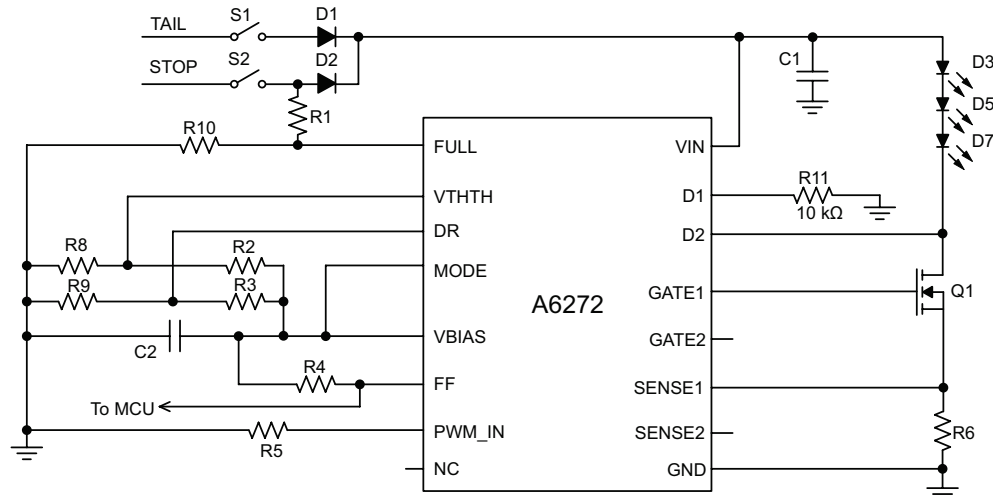 TAIL
S1
D1
STOP
S2
D2
R1
C1
D3
D5
D7
R10
FULL
VIN
VTHTH
D1
R11
10 kΩ
DR
D2
R8
R2
MODE
R9
R3
GATE1
Q1
A6272
C2
VBIAS
GATE2
R4
FF
SENSE1
To MCU
PWM_IN
R5
SENSE2
R6
NC
GND